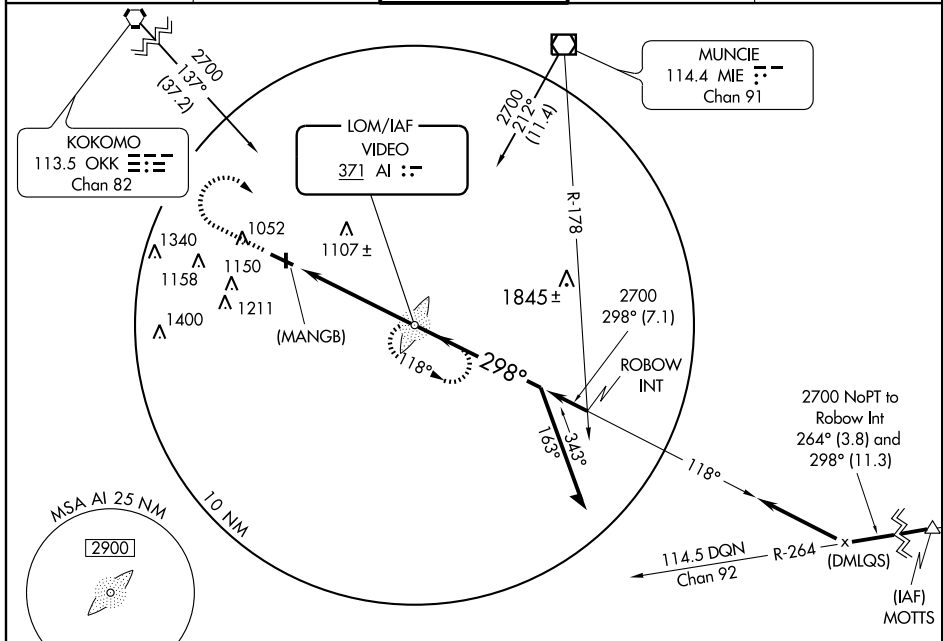 2700
137°
(37.2)
MUNCIE
114.4 MIE
Chan 91
2700
212°
(11.4)
LOM/IAF
VIDEO
371 AI
KOKOMO
113.5 OKK
Chan 82
R-178
1340
1052
1107 ±
1158
1150
1211
1400
(MANGB)
1845 ±
2700
298° (7.1)
ROBOW
INT
118°
298°
163°
343°
2700 NoPT to
Robow Int
264° (3.8) and
298° (11.3)
118°
10 NM
MSA AI 25 NM
2900
114.5 DQN
Chan 92
R-264
(DMLQS)
(IAF)
MOTTS